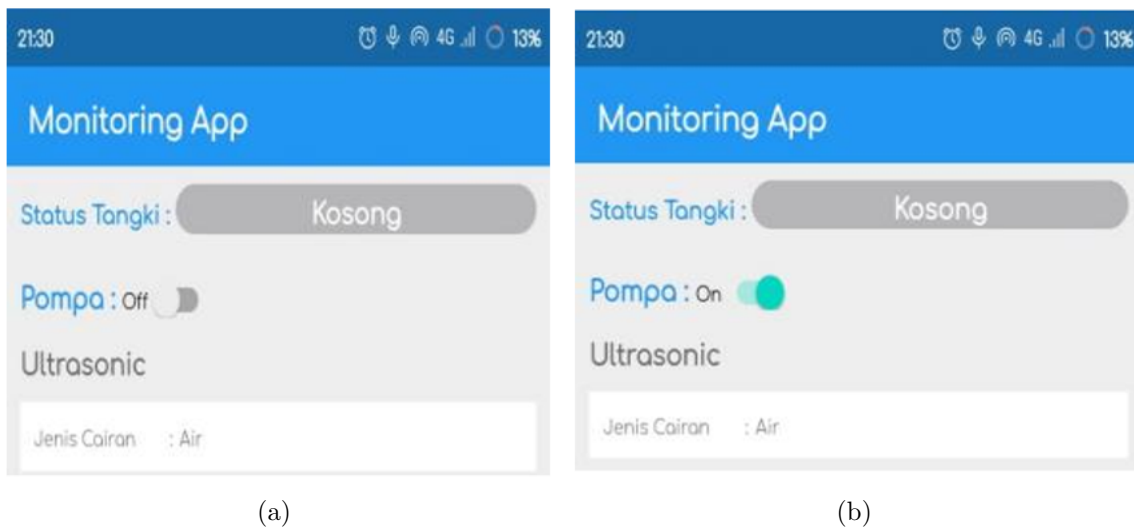 21:30 4G 13%
Monitoring App
Status Tangki : Kosong
Pompa : Off
Ultrasonic
Jenis Cairan : Air
(a)
21:30 4G 13%
Monitoring App
Status Tangki : Kosong
Pompa : On
Ultrasonic
Jenis Cairan : Air
(b)